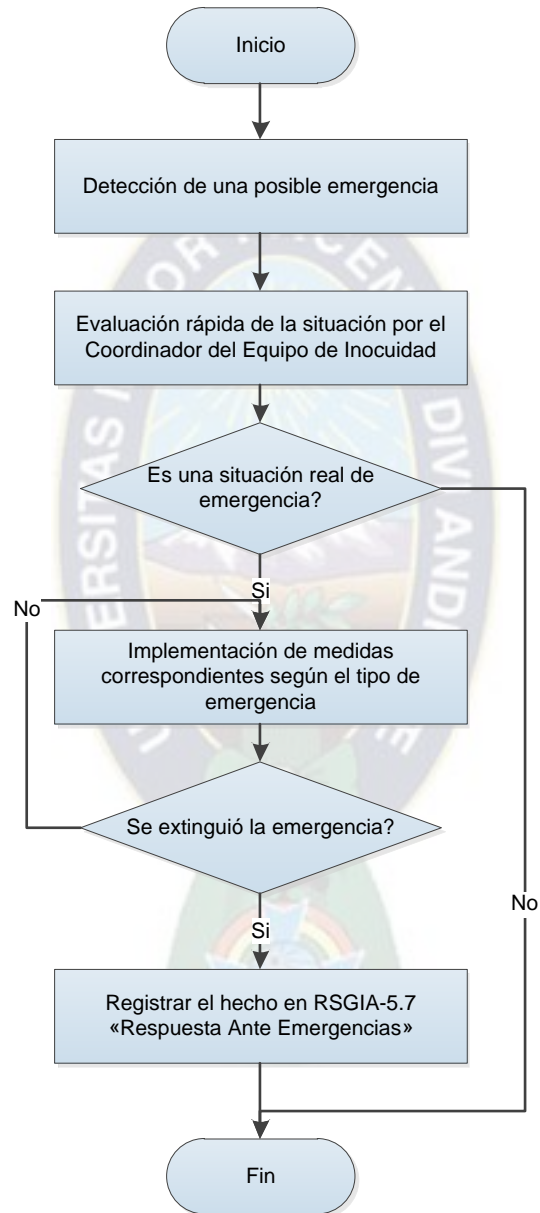 Inicio
Detección de una posible emergencia
Evaluación rápida de la situación por el
Coordinador del Equipo de Inocuidad
Es una situación real de
emergencia?
Si
No
Implementación de medidas
correspondientes según el tipo de
emergencia
Se extinguió la emergencia?
No
Si
Registrar el hecho en RSGIA-5.7
«Respuesta Ante Emergencias»
Fin